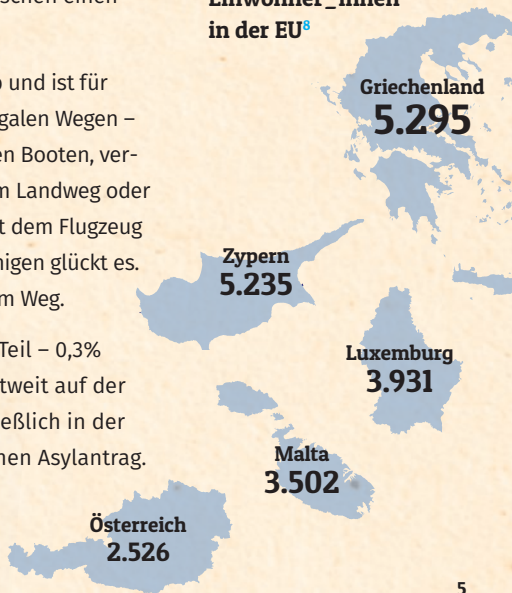 Einwohner_innen
in der EU⁸
und ist für
galen Wegen –
en Booten, ver-
m Landweg oder
t dem Flugzeug
nigen glückt es.
m Weg.
Teil – 0,3%
tweit auf der
eßlich in der
nen Asylantrag.
Griechenland
5.295
Zypern
5.235
Luxemburg
3.931
Malta
3.502
Österreich
2.526
5